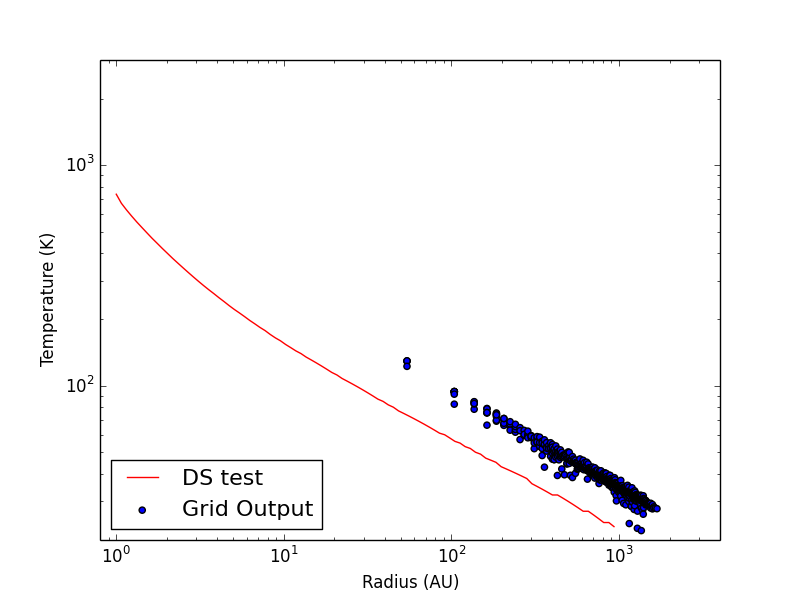 10³
10²
Temperature (K)
DS test
Grid Output
10⁰
10¹
10²
10³
Radius (AU)